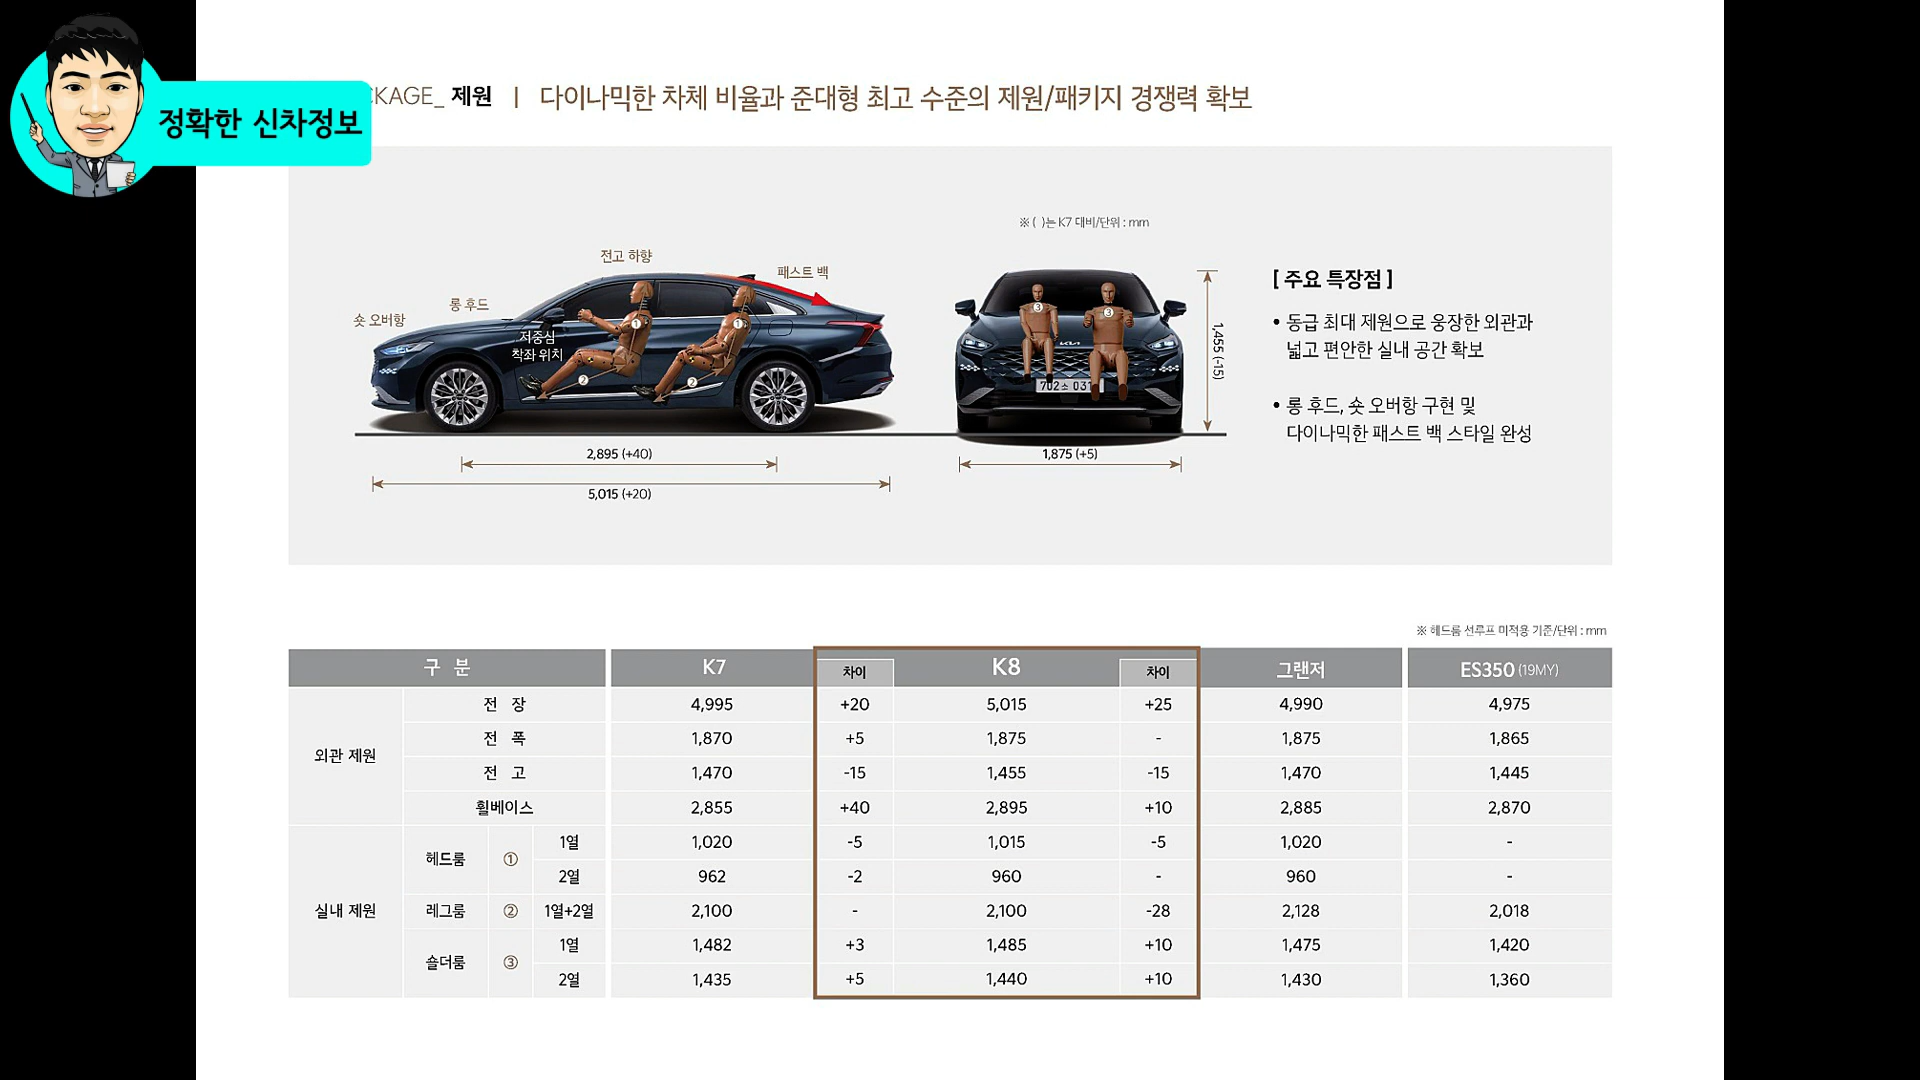 정확한 신차정보
CKAGE_ 제원 | 다이나믹한 차체 비율과 준대형 최고 수준의 제원/패키지 경쟁력 확보
※ ( )는 K7 대비/단위 : mm
전고 하향
패스트 백
롱 후드
숏 오버항
저중심
착좌 위치
① ①
② ②
③ ③
KIA
702소 031
1,455 (-15)
2,895 (+40)
5,015 (+20)
1,875 (+5)
[ 주요 특장점 ]
• 동급 최대 제원으로 웅장한 외관과
넓고 편안한 실내 공간 확보
• 롱 후드, 숏 오버항 구현 및
다이나믹한 패스트 백 스타일 완성
※ 헤드룸 선루프 미적용 기준/단위 : mm
구 분 K7 차이 K8 차이 그랜저 ES350 (19MY)
외관 제원
전 장 4,995 +20 5,015 +25 4,990 4,975
전 폭 1,870 +5 1,875 - 1,875 1,865
전 고 1,470 -15 1,455 -15 1,470 1,445
휠베이스 2,855 +40 2,895 +10 2,885 2,870
실내 제원
헤드룸 ① 1열 1,020 -5 1,015 -5 1,020 -
2열 962 -2 960 - 960 -
레그룸 ② 1열+2열 2,100 - 2,100 -28 2,128 2,018
숄더룸 ③ 1열 1,482 +3 1,485 +10 1,475 1,420
2열 1,435 +5 1,440 +10 1,430 1,360